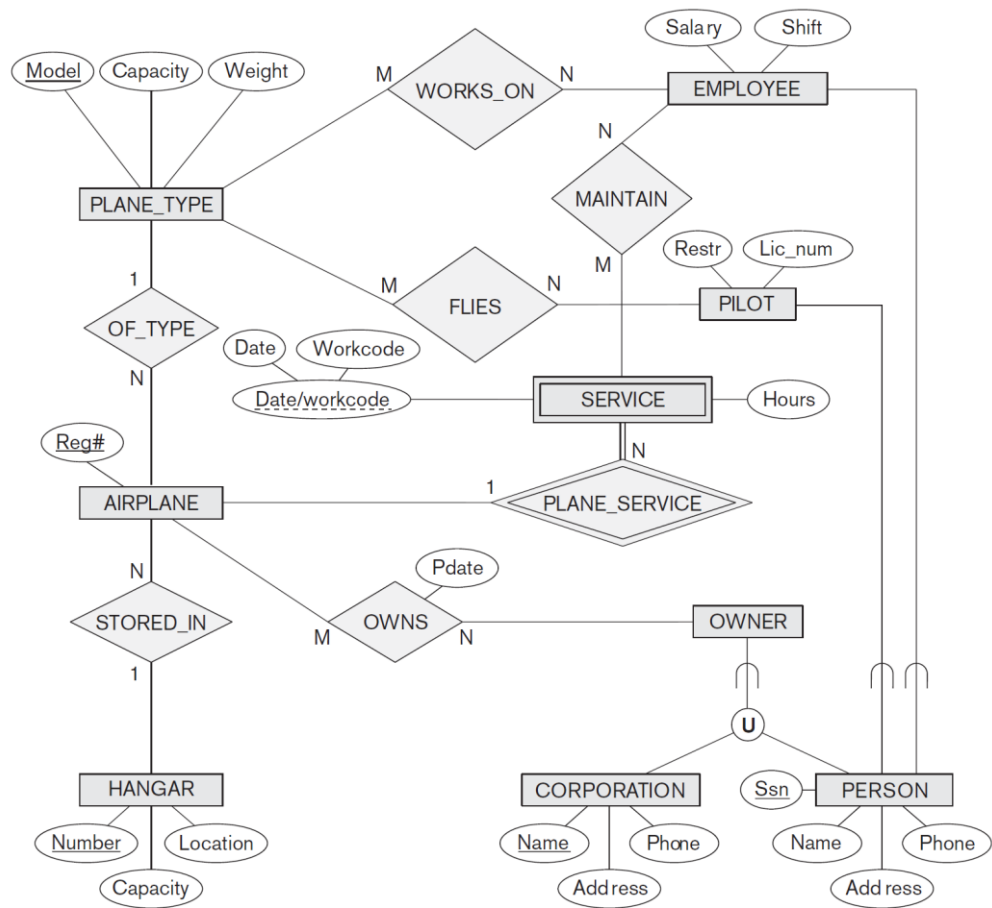 Salary
Shift
Model
Capacity
Weight
M
WORKS_ON
N
EMPLOYEE
N
PLANE_TYPE
MAINTAIN
Restr
Lic_num
M
1
M
FLIES
N
PILOT
OF_TYPE
Date
Workcode
N
Date/workcode
SERVICE
Hours
Reg#
N
AIRPLANE
1
PLANE_SERVICE
Pdate
N
STORED_IN
M
OWNS
N
OWNER
1
U
HANGAR
CORPORATION
Ssn
PERSON
Number
Location
Name
Phone
Name
Phone
Capacity
Address
Address